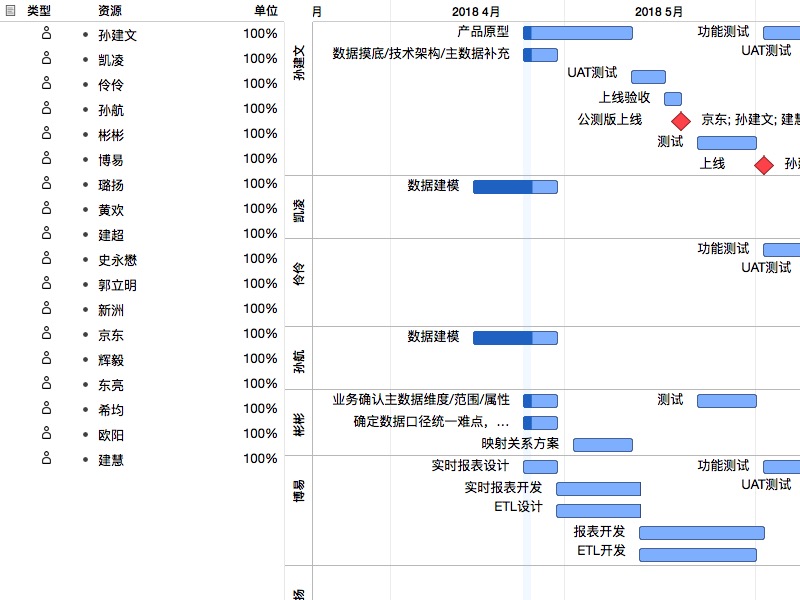 类型 资源 单位
孙建文 100%
凯凌 100%
伶伶 100%
孙航 100%
彬彬 100%
博易 100%
璐扬 100%
黄欢 100%
建超 100%
史永懋 100%
郭立明 100%
新洲 100%
京东 100%
辉毅 100%
东亮 100%
希均 100%
欧阳 100%
建慧 100%
月 2018 4月 2018 5月
孙建文
产品原型 功能测试
数据摸底/技术架构/主数据补充 UAT测试
UAT测试
上线验收
公测版上线 京东; 孙建文; 建慧
测试
上线 孙建
凯凌
数据建模
伶伶
功能测试
UAT测试
孙航
数据建模
彬彬
业务确认主数据维度/范围/属性 测试
确定数据口径统一难点，…
映射关系方案
博易
实时报表设计 功能测试
实时报表开发 UAT测试
ETL设计
报表开发
ETL开发
扬